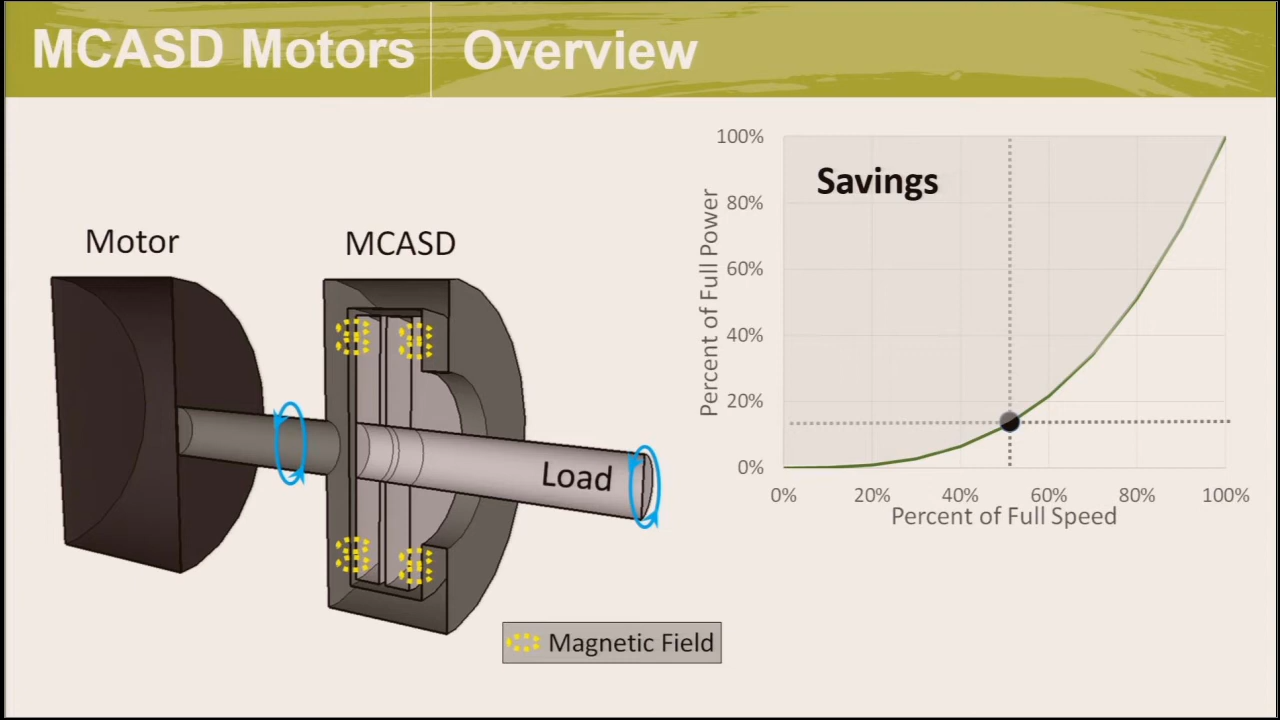 MCASD Motors Overview
Motor
MCASD
Load
Magnetic Field
Savings
Percent of Full Power
100%
80%
60%
40%
20%
0%
0% 20% 40% 60% 80% 100%
Percent of Full Speed